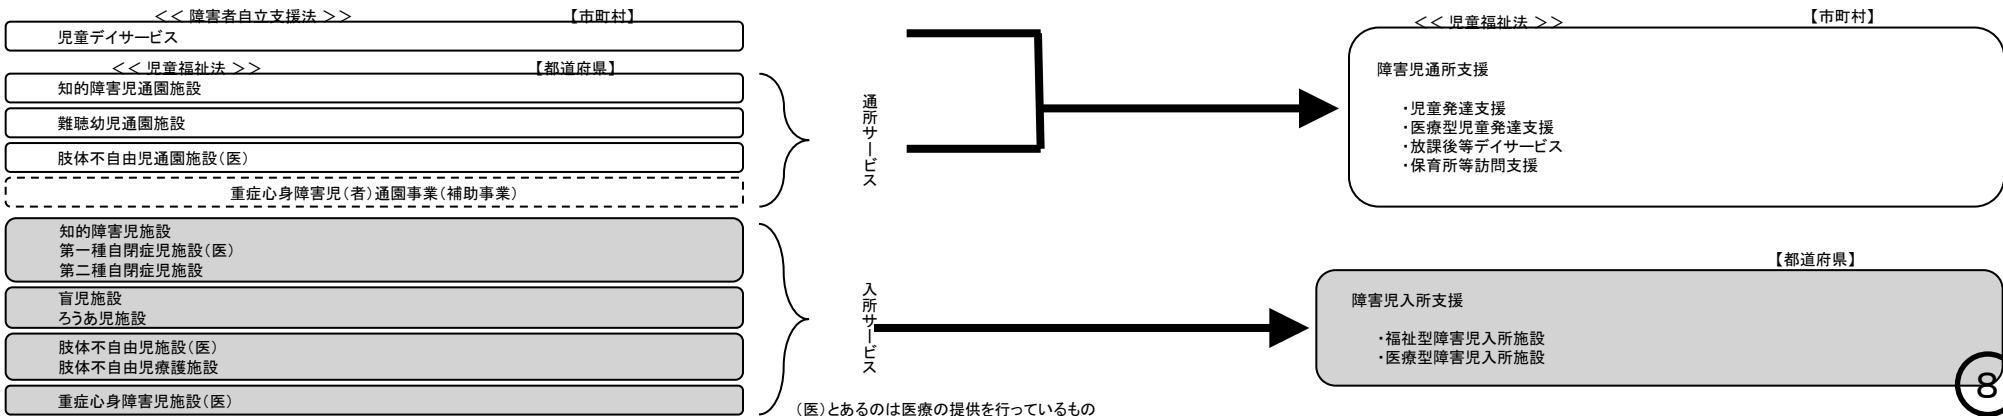 << 障害者自立支援法 >> 【市町村】
児童デイサービス
<< 児童福祉法 >> 【都道府県】
知的障害児通園施設
難聴幼児通園施設
肢体不自由児通園施設(医)
重症心身障害児(者)通園事業(補助事業)
知的障害児施設
第一種自閉症児施設(医)
第二種自閉症児施設
盲児施設
ろうあ児施設
肢体不自由児施設(医)
肢体不自由児療護施設
重症心身障害児施設(医)
通所サービス
入所サービス
(医)とあるのは医療の提供を行っているもの
<< 児童福祉法 >> 【市町村】
障害児通所支援
・児童発達支援
・医療型児童発達支援
・放課後等デイサービス
・保育所等訪問支援
【都道府県】
障害児入所支援
・福祉型障害児入所施設
・医療型障害児入所施設
8